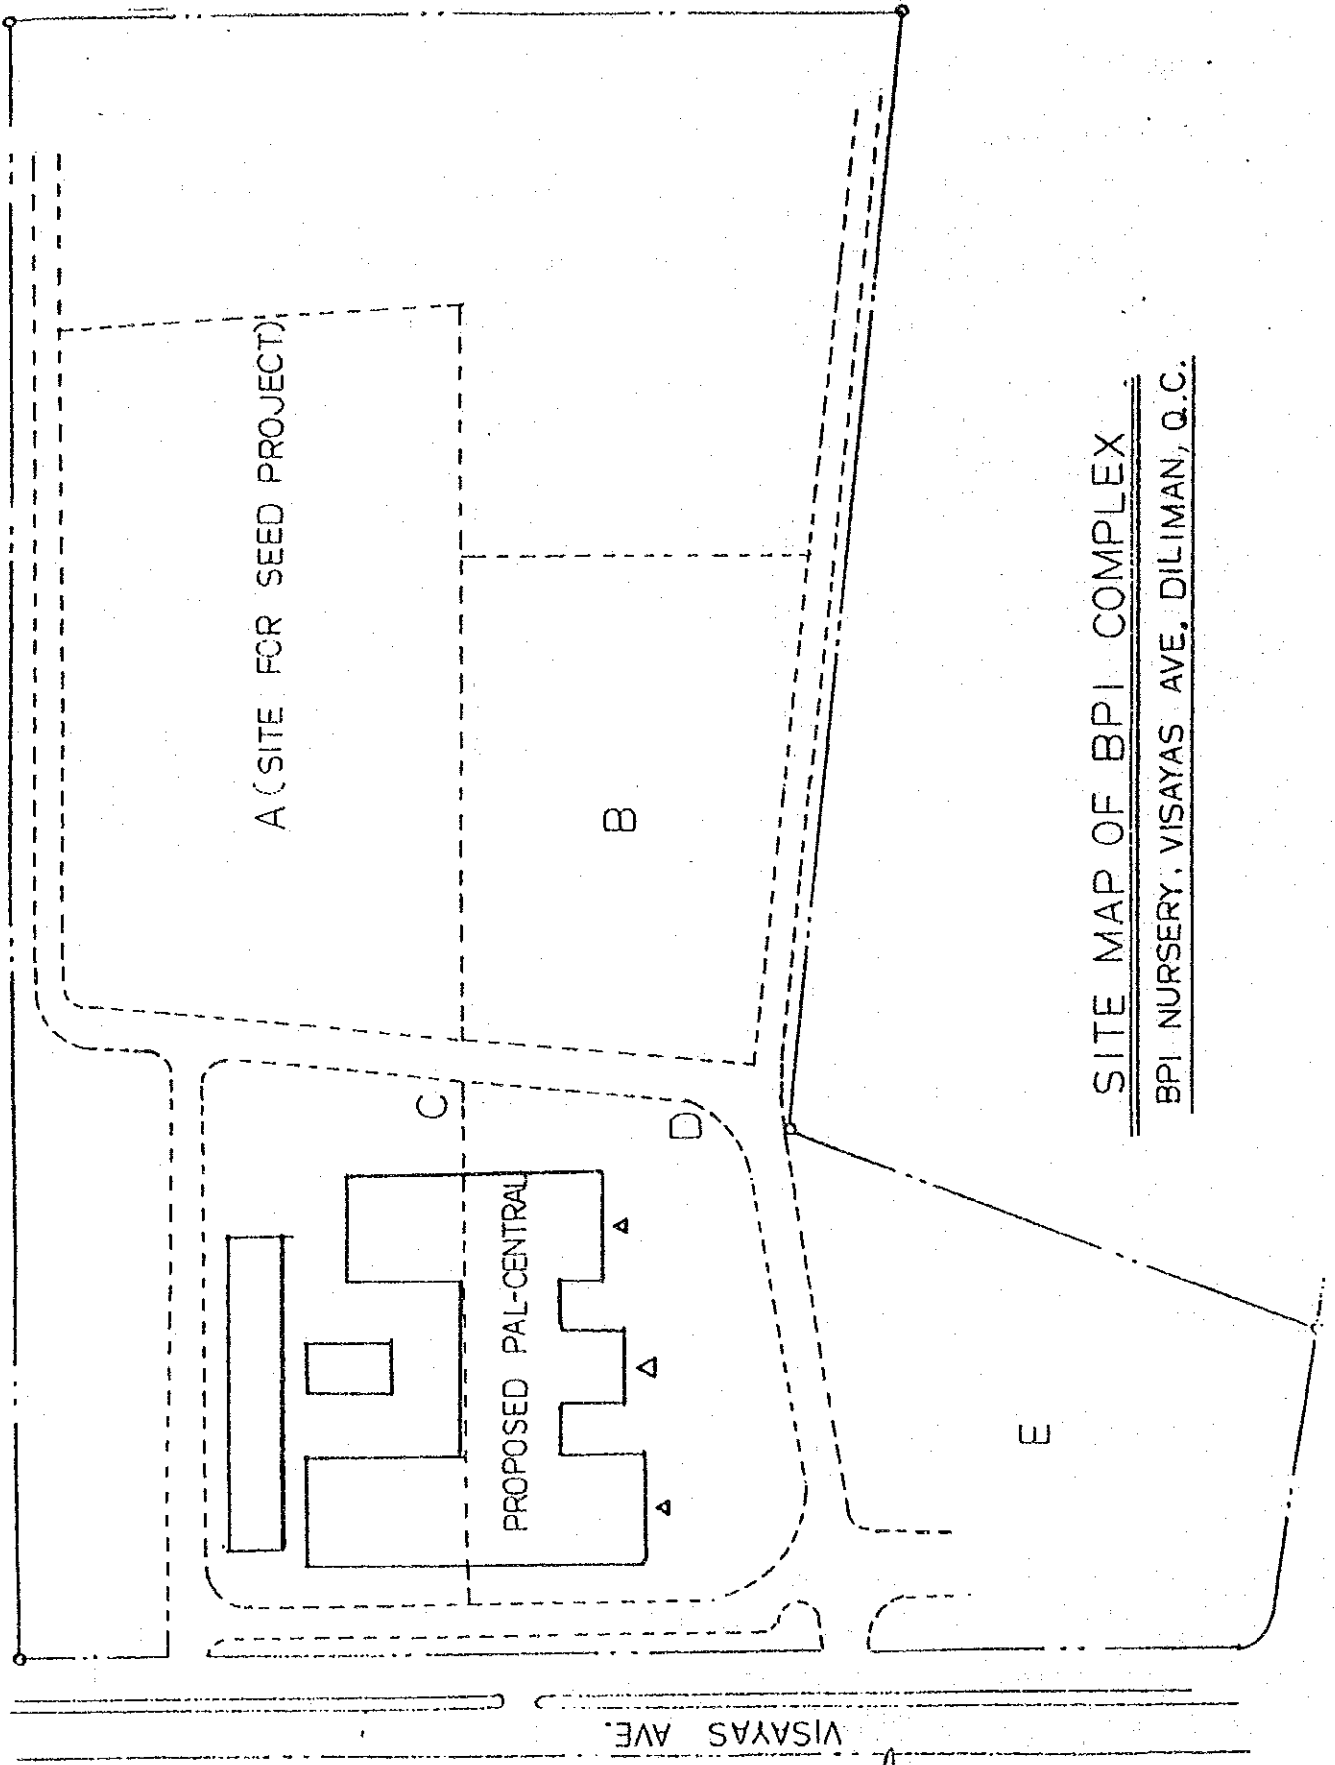 A (SITE FOR SEED PROJECT)
B
C
D
PROPOSED PAL-CENTRAL
E
VISAYAS AVE.
SITE MAP OF BPI COMPLEX
BPI NURSERY, VISAYAS AVE, DILIMAN, Q.C.